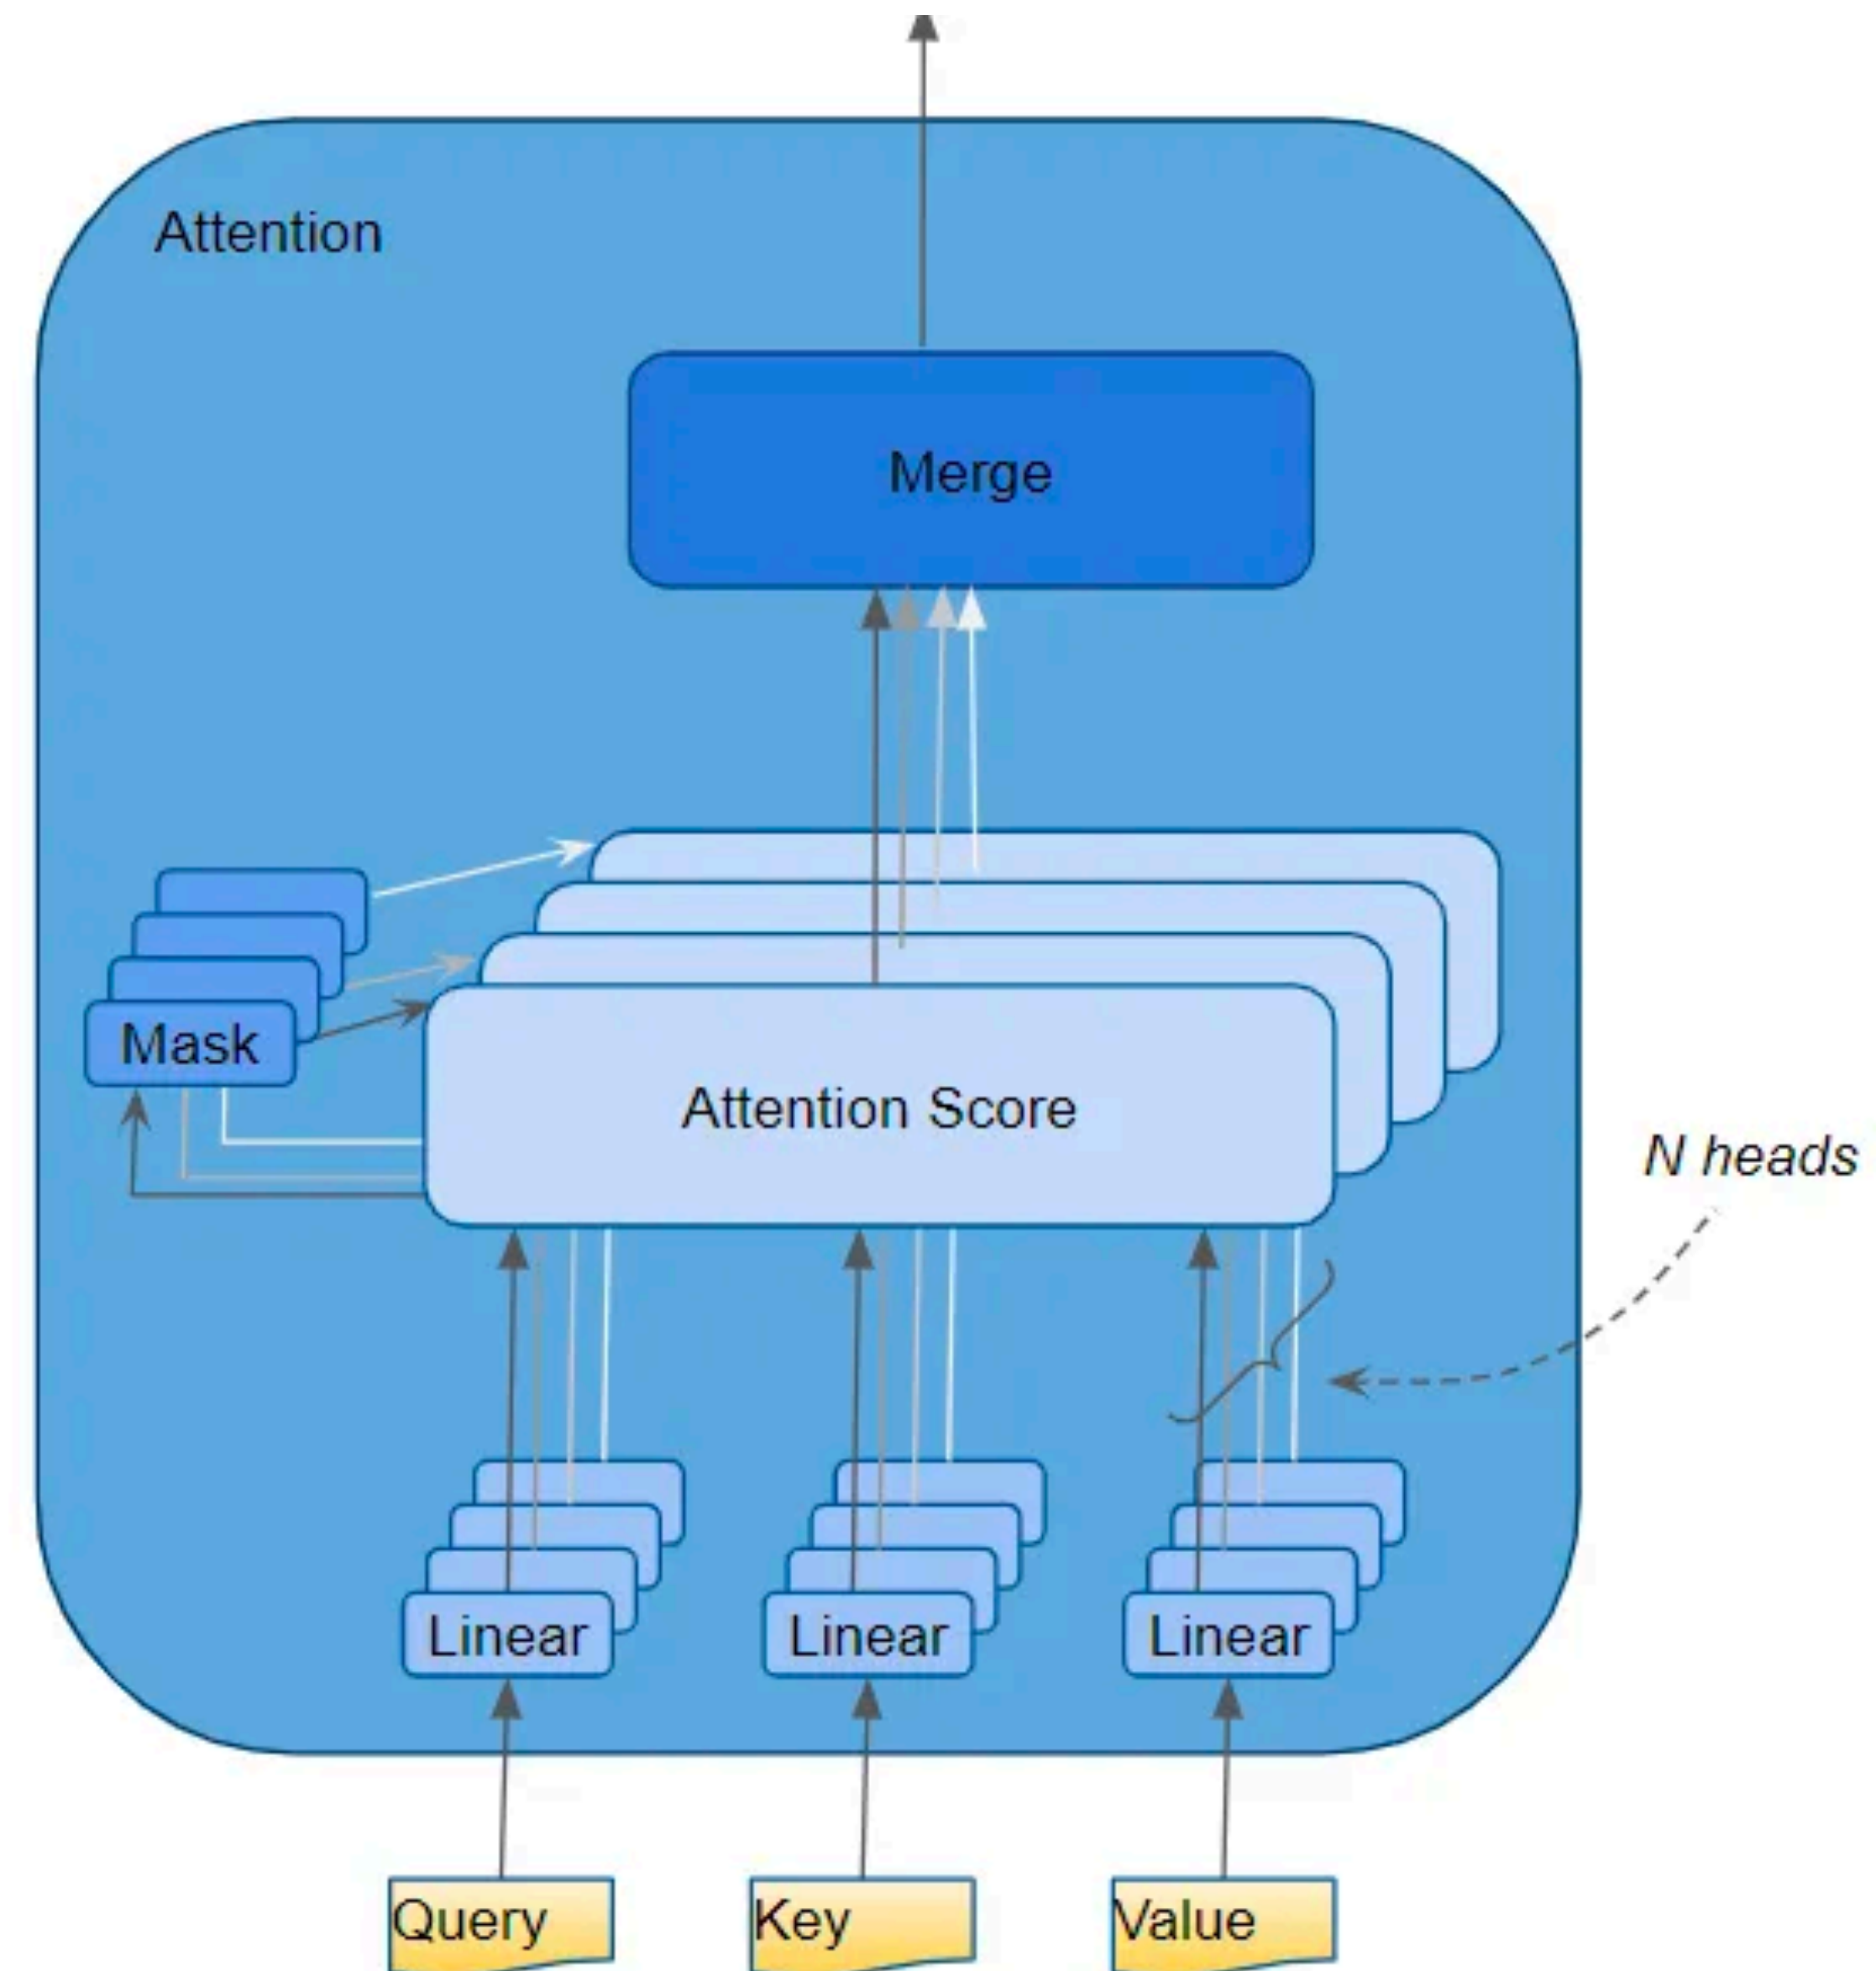 Attention
Merge
Mask
Attention Score
N heads
Linear
Linear
Linear
Query
Key
Value